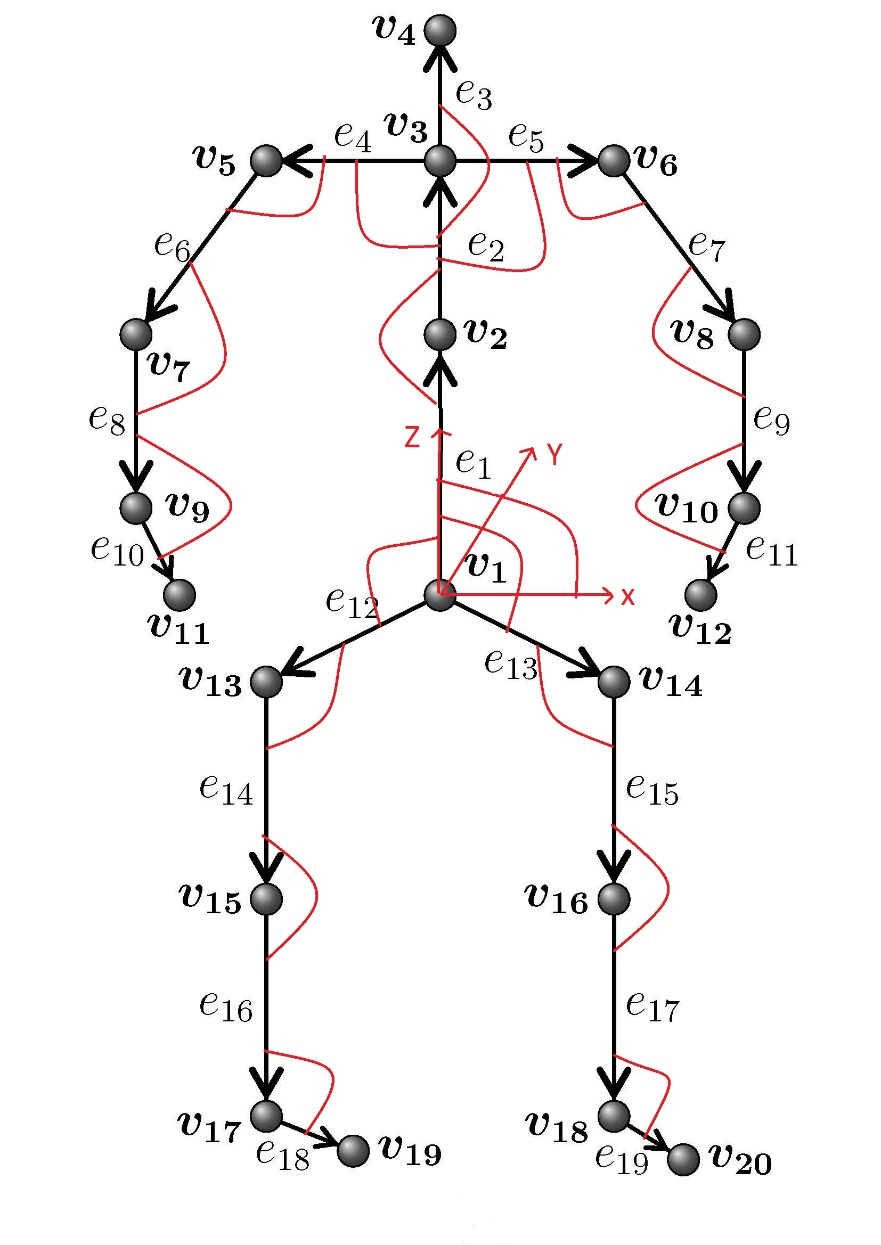 v4
e3
e4 v3 e5
v5 v6
e6 e2 e7
v2 v8
v7
e8 e9
Z Y
e1
v9 v10
e10 v1 e11
e12 x
v11 v12
e13
v13 v14
e14 e15
v15 v16
e16 e17
v17 v18
e18 v19 e19 v20